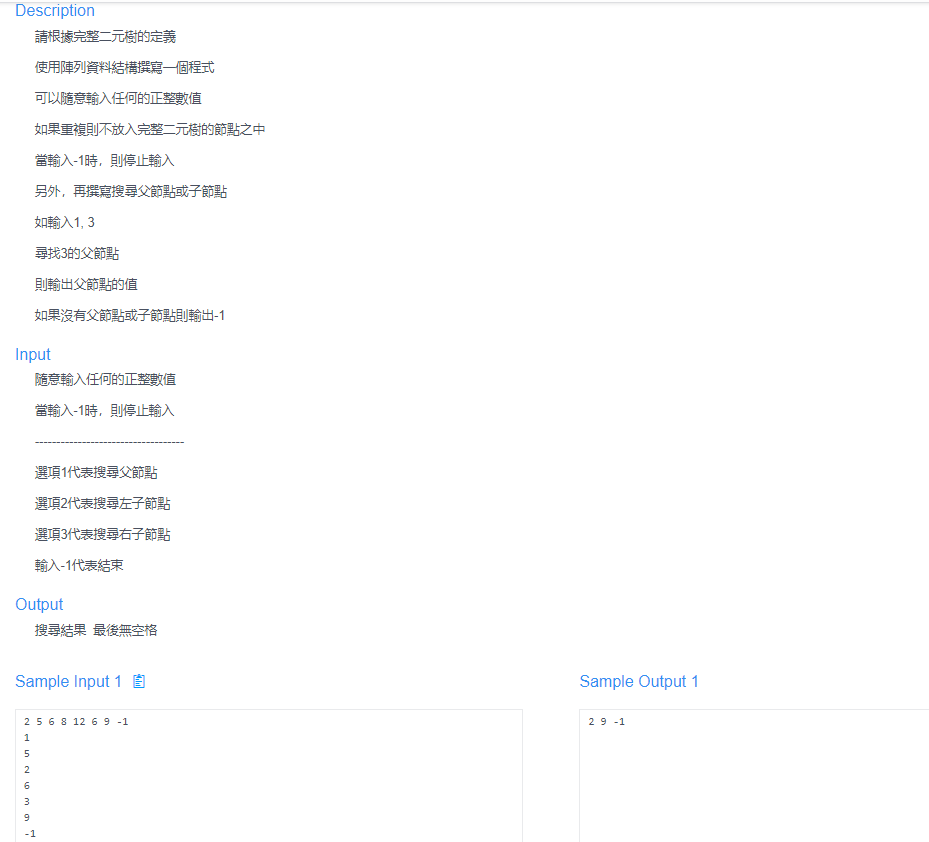 Description
請根據完整二元樹的定義
使用陣列資料結構撰寫一個程式
可以隨意輸入任何的正整數值
如果重複則不放入完整二元樹的節點之中
當輸入-1時，則停止輸入
另外，再撰寫搜尋父節點或子節點
如輸入1, 3
尋找3的父節點
則輸出父節點的值
如果沒有父節點或子節點則輸出-1
Input
隨意輸入任何的正整數值
當輸入-1時，則停止輸入
-----------------------------------
選項1代表搜尋父節點
選項2代表搜尋左子節點
選項3代表搜尋右子節點
輸入-1代表結束
Output
搜尋結果 最後無空格
Sample Input 1
2 5 6 8 12 6 9 -1
1
5
2
6
3
9
-1
Sample Output 1
2 9 -1